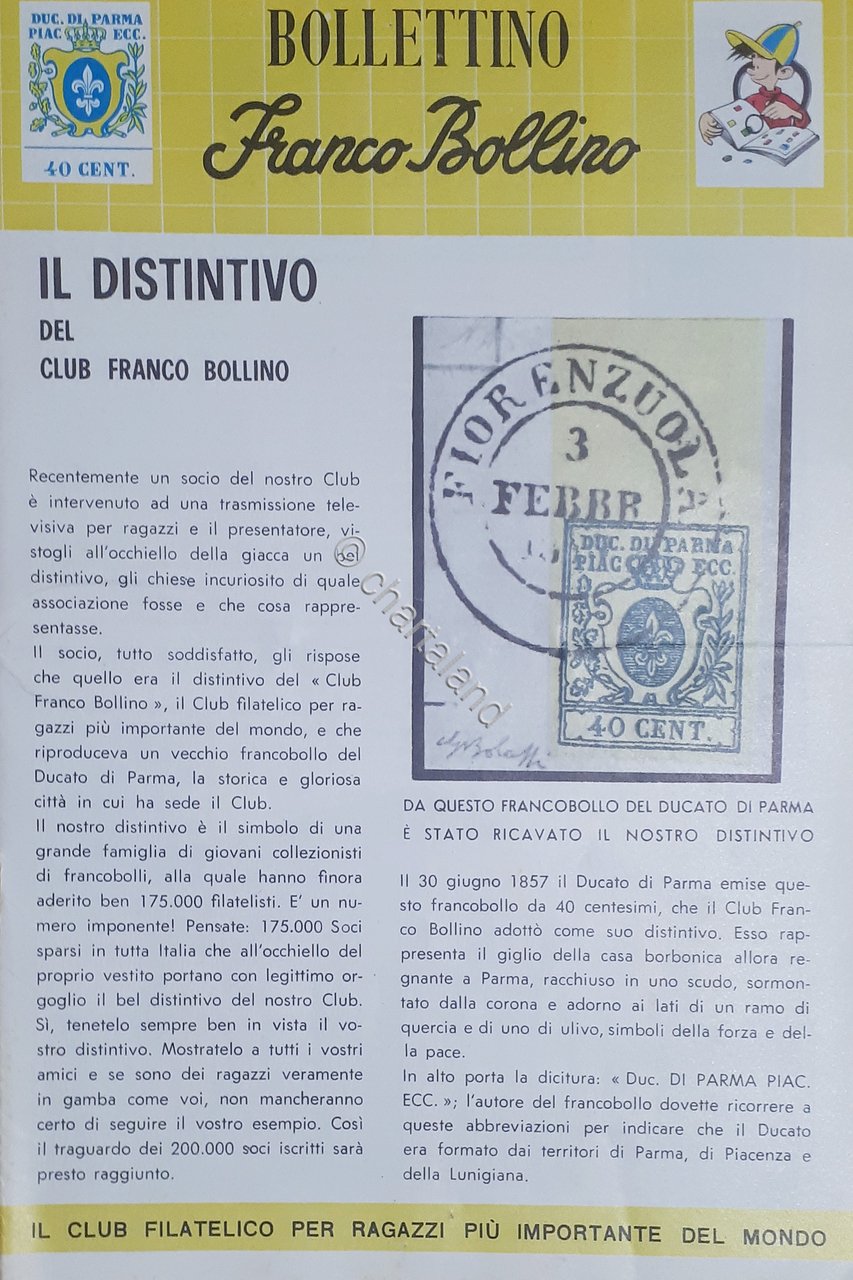 DUC. DI PARMA
PIAC ECC.
40 CENT.
BOLLETTINO
Franco Bollino
IL DISTINTIVO
DEL
CLUB FRANCO BOLLINO
Recentemente un socio del nostro Club
è intervenuto ad una trasmissione tele-
visiva per ragazzi e il presentatore, vi-
stogli all'occhiello della giacca un bel
distintivo, gli chiese incuriosito di quale
associazione fosse e che cosa rappre-
sentasse.
Il socio, tutto soddisfatto, gli rispose
che quello era il distintivo del « Club
Franco Bollino », il Club filatelico per ra-
gazzi più importante del mondo, e che
riproduceva un vecchio francobollo del
Ducato di Parma, la storica e gloriosa
città in cui ha sede il Club.
Il nostro distintivo è il simbolo di una
grande famiglia di giovani collezionisti
di francobolli, alla quale hanno finora
aderito ben 175.000 filatelisti. E' un nu-
mero imponente! Pensate: 175.000 Soci
sparsi in tutta Italia che all'occhiello del
proprio vestito portano con legittimo or-
goglio il bel distintivo del nostro Club.
Sì, tenetelo sempre ben in vista il vo-
stro distintivo. Mostratelo a tutti i vostri
amici e se sono dei ragazzi veramente
in gamba come voi, non mancheranno
certo di seguire il vostro esempio. Così
il traguardo dei 200.000 soci iscritti sarà
presto raggiunto.
FIORENZUOLA
3
FEBBR
DUC. DI PARMA
PIAC ECC.
40 CENT.
DA QUESTO FRANCOBOLLO DEL DUCATO DI PARMA
È STATO RICAVATO IL NOSTRO DISTINTIVO
Il 30 giugno 1857 il Ducato di Parma emise que-
sto francobollo da 40 centesimi, che il Club Fran-
co Bollino adottò come suo distintivo. Esso rap-
presenta il giglio della casa borbonica allora re-
gnante a Parma, racchiuso in uno scudo, sormon-
tato dalla corona e adorno ai lati di un ramo di
quercia e di uno di ulivo, simboli della forza e del-
la pace.
In alto porta la dicitura: « Duc. DI PARMA PIAC.
ECC. »; l'autore del francobollo dovette ricorrere a
queste abbreviazioni per indicare che il Ducato
era formato dai territori di Parma, di Piacenza e
della Lunigiana.
IL CLUB FILATELICO PER RAGAZZI PIÙ IMPORTANTE DEL MONDO
© chartaland